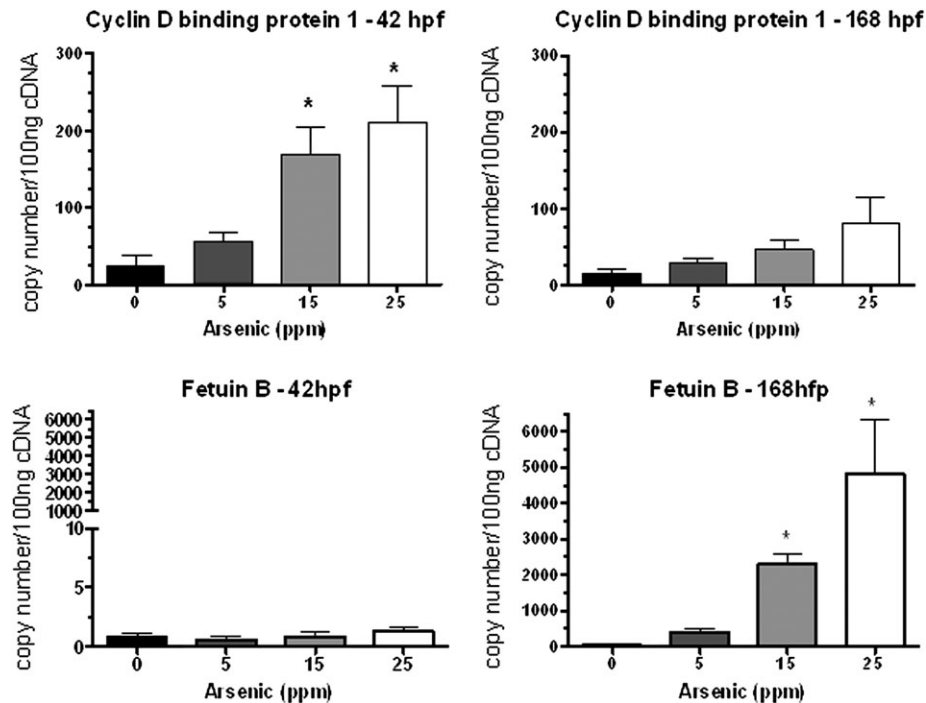 Cyclin D binding protein 1 - 42 hpf
copy number/100ng cDNA
300
200
100
0
*
*
0 5 15 25
Arsenic (ppm)
Cyclin D binding protein 1 - 168 hpf
copy number/100ng cDNA
300
200
100
0
0 5 15 25
Arsenic (ppm)
Fetuin B - 42hpf
copy number/100ng cDNA
6000
5000
4000
3000
2000
1000
10
5
0
0 5 15 25
Arsenic (ppm)
Fetuin B - 168hfp
copy number/100ng cDNA
6000
5000
4000
3000
2000
1000
0
*
*
0 5 15 25
Arsenic (ppm)